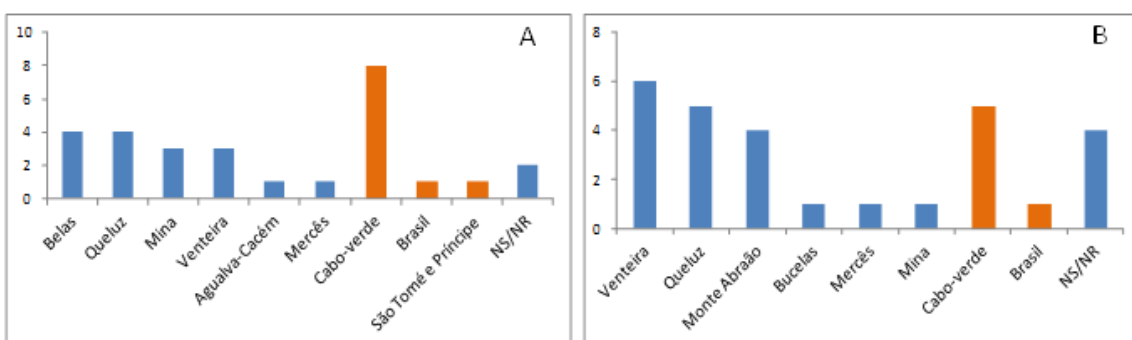 A
10
8
6
4
2
0
Belas
Queluz
Mina
Venteira
Agualva-Cacém
Mercês
Cabo-verde
Brasil
São Tomé e Príncipe
NS/NR
B
8
6
4
2
0
Venteira
Queluz
Monte Abraão
Bucelas
Mercês
Mina
Cabo-verde
Brasil
NS/NR